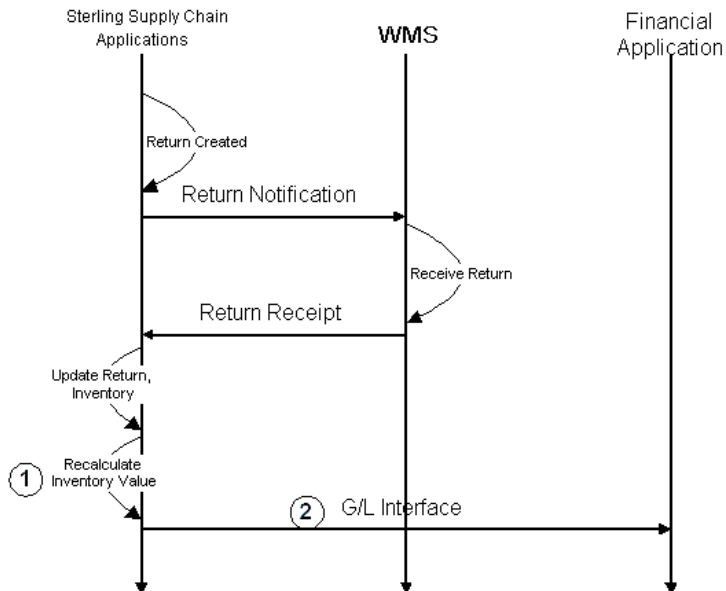 Sterling Supply Chain
Applications
WMS
Financial
Application
Return Created
Return Notification
Receive Return
Return Receipt
Update Return,
Inventory
1
Recalculate
Inventory Value
2
G/L Interface